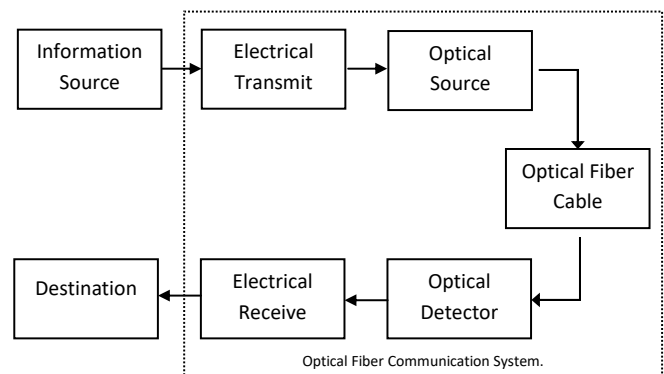 Information
Source
Electrical
Transmit
Optical
Source
Optical Fiber
Cable
Destination
Electrical
Receive
Optical
Detector
Optical Fiber Communication System.